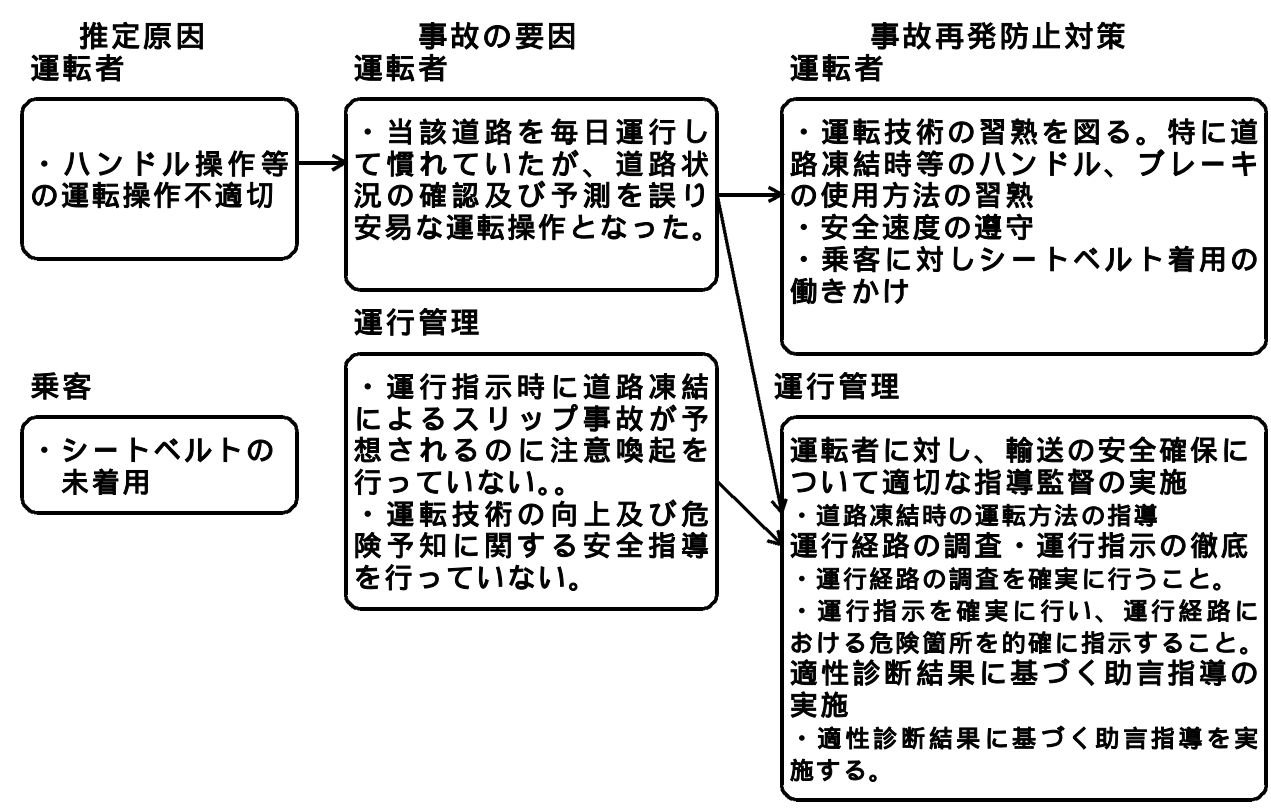 推定原因
運転者
・ハンドル操作等
の運転操作不適切
乗客
・シートベルトの
未着用
事故の要因
運転者
・当該道路を毎日運行し
て慣れていたが、道路状
況の確認及び予測を誤り
安易な運転操作となった。
運行管理
・運行指示時に道路凍結
によるスリップ事故が予
想されるのに注意喚起を
行っていない。。
・運転技術の向上及び危
険予知に関する安全指導
を行っていない。
事故再発防止対策
運転者
・運転技術の習熟を図る。特に道
路凍結時等のハンドル、ブレーキ
の使用方法の習熟
・安全速度の遵守
・乗客に対しシートベルト着用の
働きかけ
運行管理
運転者に対し、輸送の安全確保に
ついて適切な指導監督の実施
・道路凍結時の運転方法の指導
運行経路の調査・運行指示の徹底
・運行経路の調査を確実に行うこと。
・運行指示を確実に行い、運行経路に
おける危険箇所を的確に指示すること。
適性診断結果に基づく助言指導の
実施
・適性診断結果に基づく助言指導を実
施する。